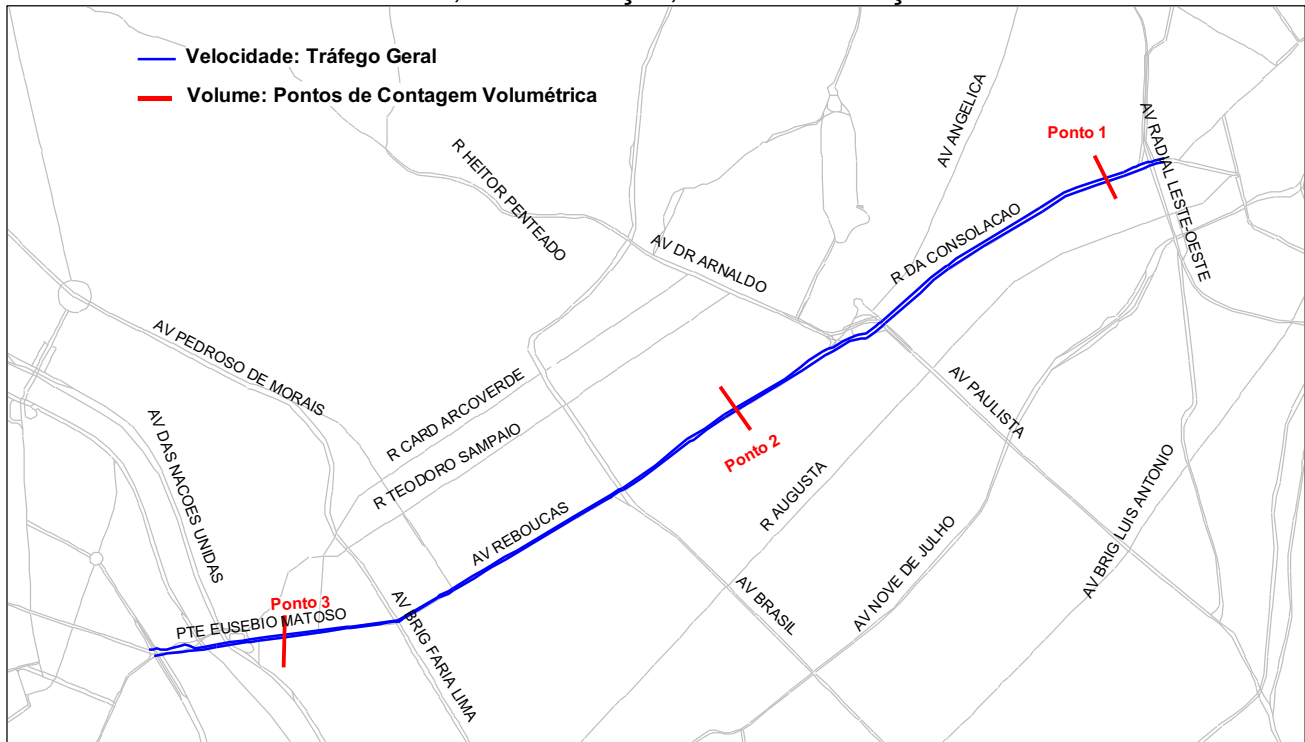 Velocidade: Tráfego Geral
Volume: Pontos de Contagem Volumétrica
Ponto 1
AV ANGELICA
AV RADIAL LESTE-OESTE
R HEITOR PENTEADO
R DA CONSOLACAO
AV DR ARNALDO
AV PEDROSO DE MORAIS
R CARD ARCOVERDE
AV PAULISTA
AV DAS NACOES UNIDAS
R TEODORO SAMPAIO
Ponto 2
R AUGUSTA
AV BRIG LUIS ANTONIO
AV REBOUCAS
AV NOVE DE JULHO
Ponto 3
AV BRASIL
PTE EUSEBIO MATOSO
AV BRIG FARIA LIMA